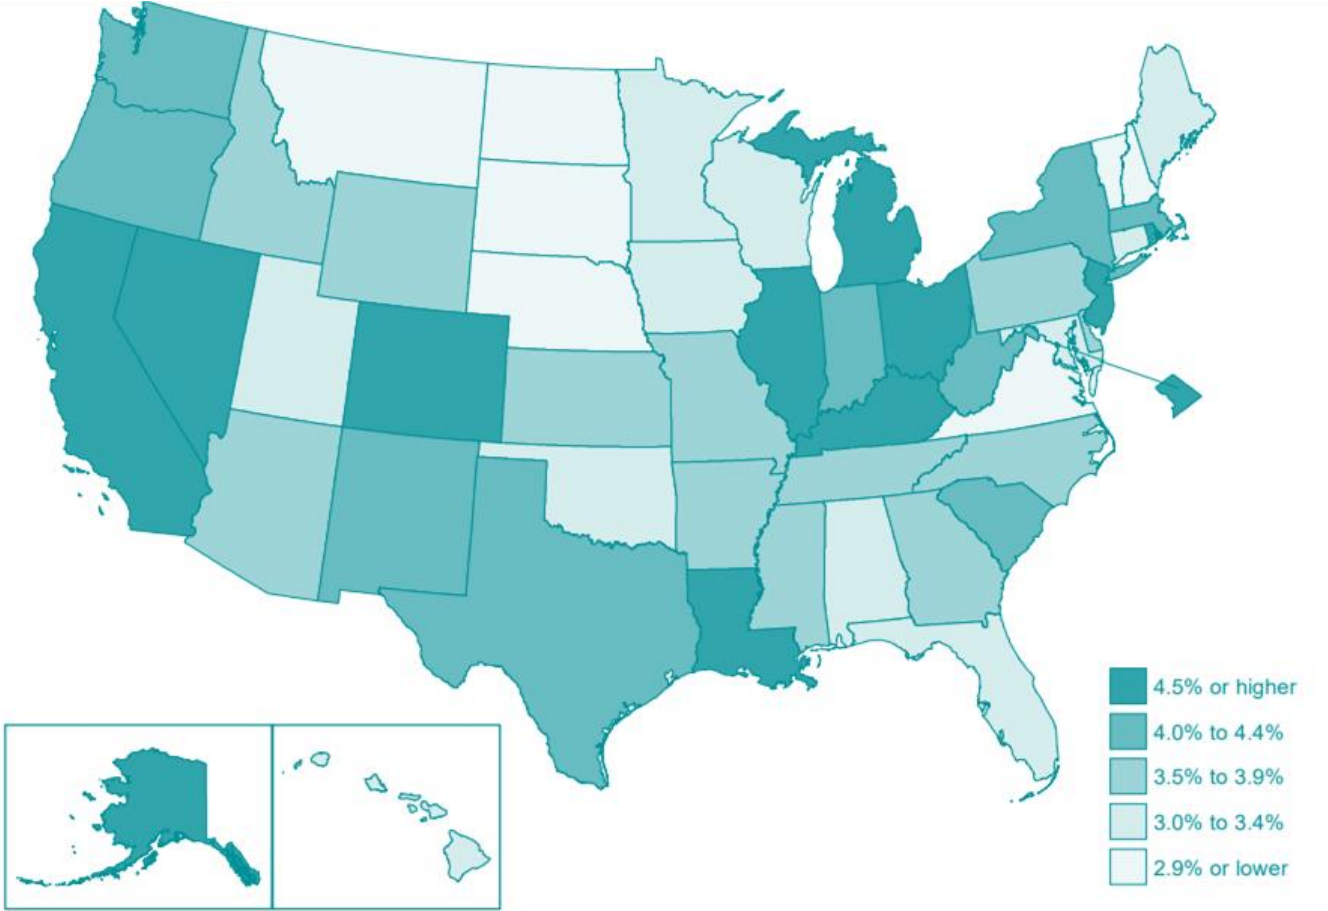 4.5% or higher
4.0% to 4.4%
3.5% to 3.9%
3.0% to 3.4%
2.9% or lower